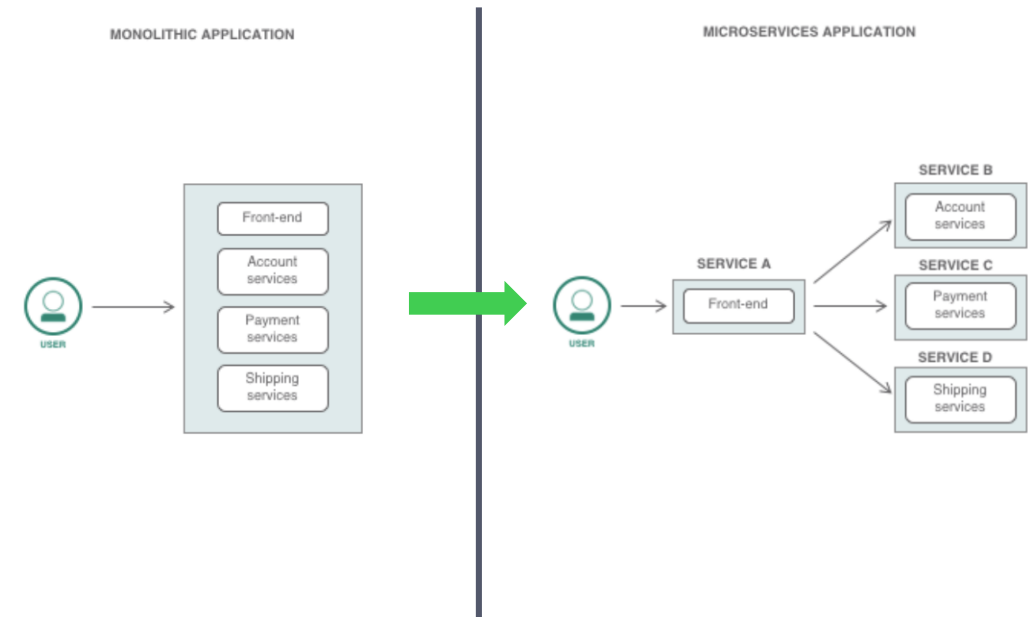 MONOLITHIC APPLICATION
Front-end
Account
services
Payment
services
Shipping
services
USER
MICROSERVICES APPLICATION
USER
SERVICE A
Front-end
SERVICE B
Account
services
SERVICE C
Payment
services
SERVICE D
Shipping
services